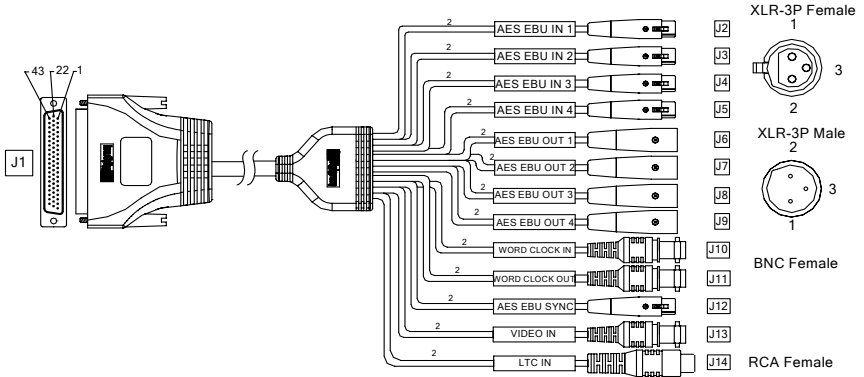 XLR-3P Female
1
3
2
2 AES EBU IN 1 J2
2 AES EBU IN 2 J3
2 AES EBU IN 3 J4
2 AES EBU IN 4 J5
43 22 1
J1
2 AES EBU OUT 1 J6
2 AES EBU OUT 2 J7
2 AES EBU OUT 3 J8
2 AES EBU OUT 4 J9
XLR-3P Male
2
3
1
2 WORD CLOCK IN J10
2 WORD CLOCK OUT J11
BNC Female
2 AES EBU SYNC J12
2 VIDEO IN J13
2 LTC IN J14
RCA Female